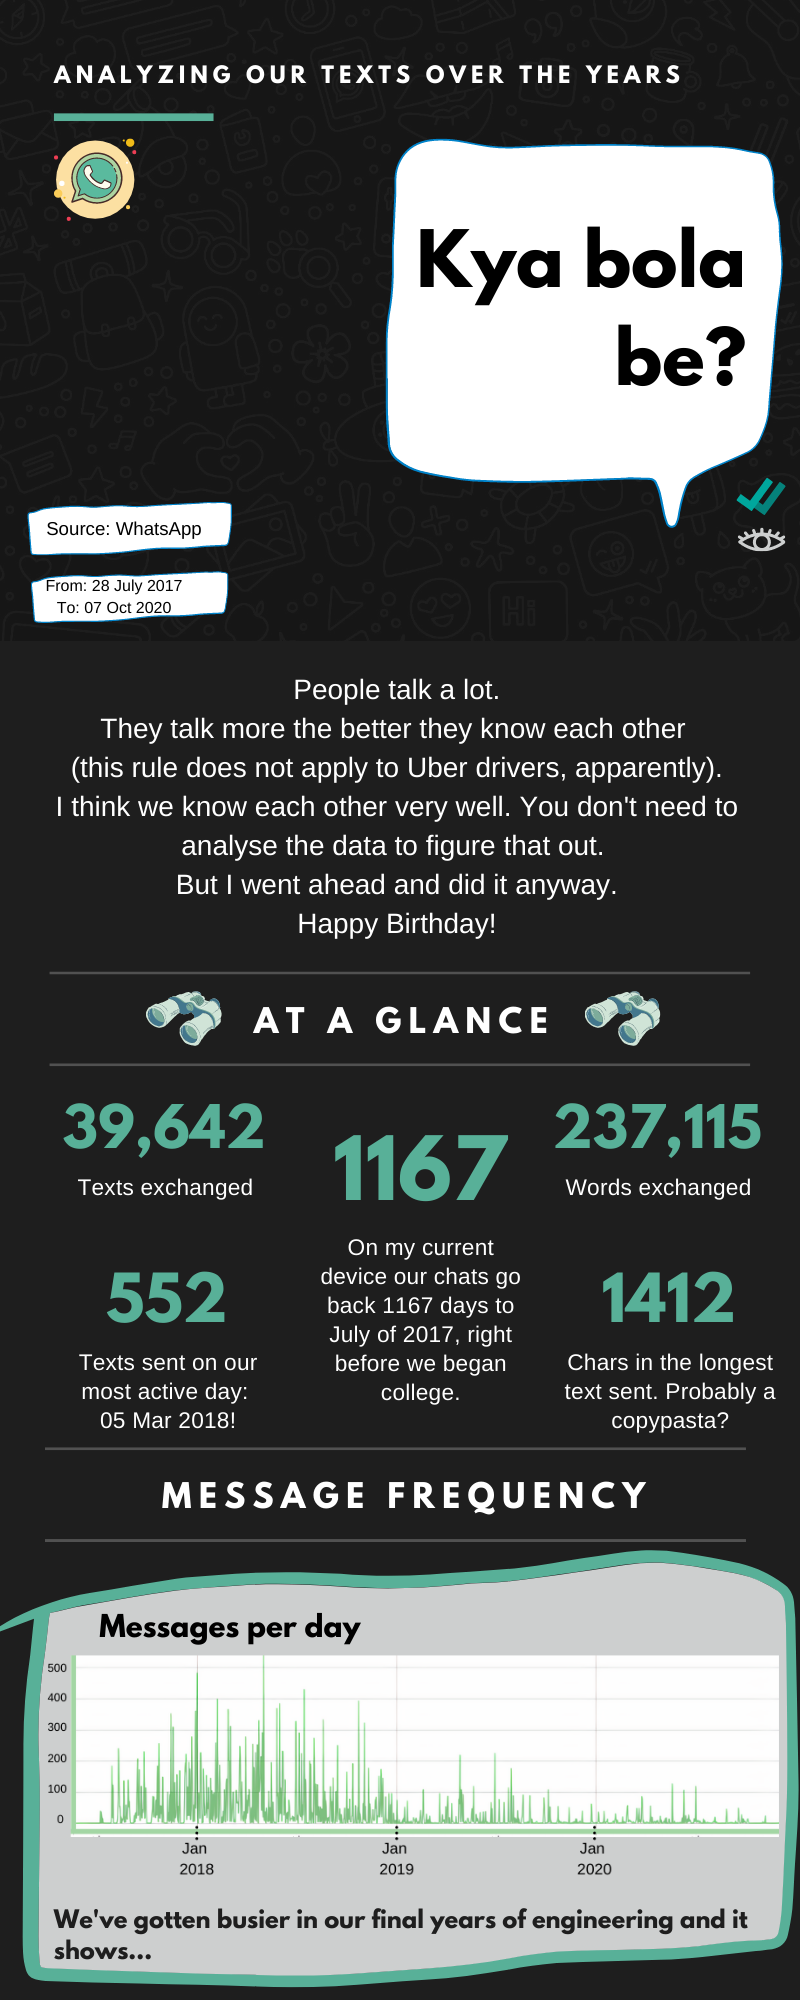 ANALYZING OUR TEXTS OVER THE YEARS
Kya bola
be?
Source: WhatsApp
From: 28 July 2017
To: 07 Oct 2020
Hi
People talk a lot.
They talk more the better they know each other
(this rule does not apply to Uber drivers, apparently).
I think we know each other very well. You don't need to
analyse the data to figure that out.
But I went ahead and did it anyway.
Happy Birthday!
AT A GLANCE
39,642
Texts exchanged
1167
On my current
device our chats go
back 1167 days to
July of 2017, right
before we began
college.
237,115
Words exchanged
552
Texts sent on our
most active day:
05 Mar 2018!
1412
Chars in the longest
text sent. Probably a
copypasta?
MESSAGE FREQUENCY
Messages per day
500
400
300
200
100
0
Jan
2018
Jan
2019
Jan
2020
We've gotten busier in our final years of engineering and it
shows...